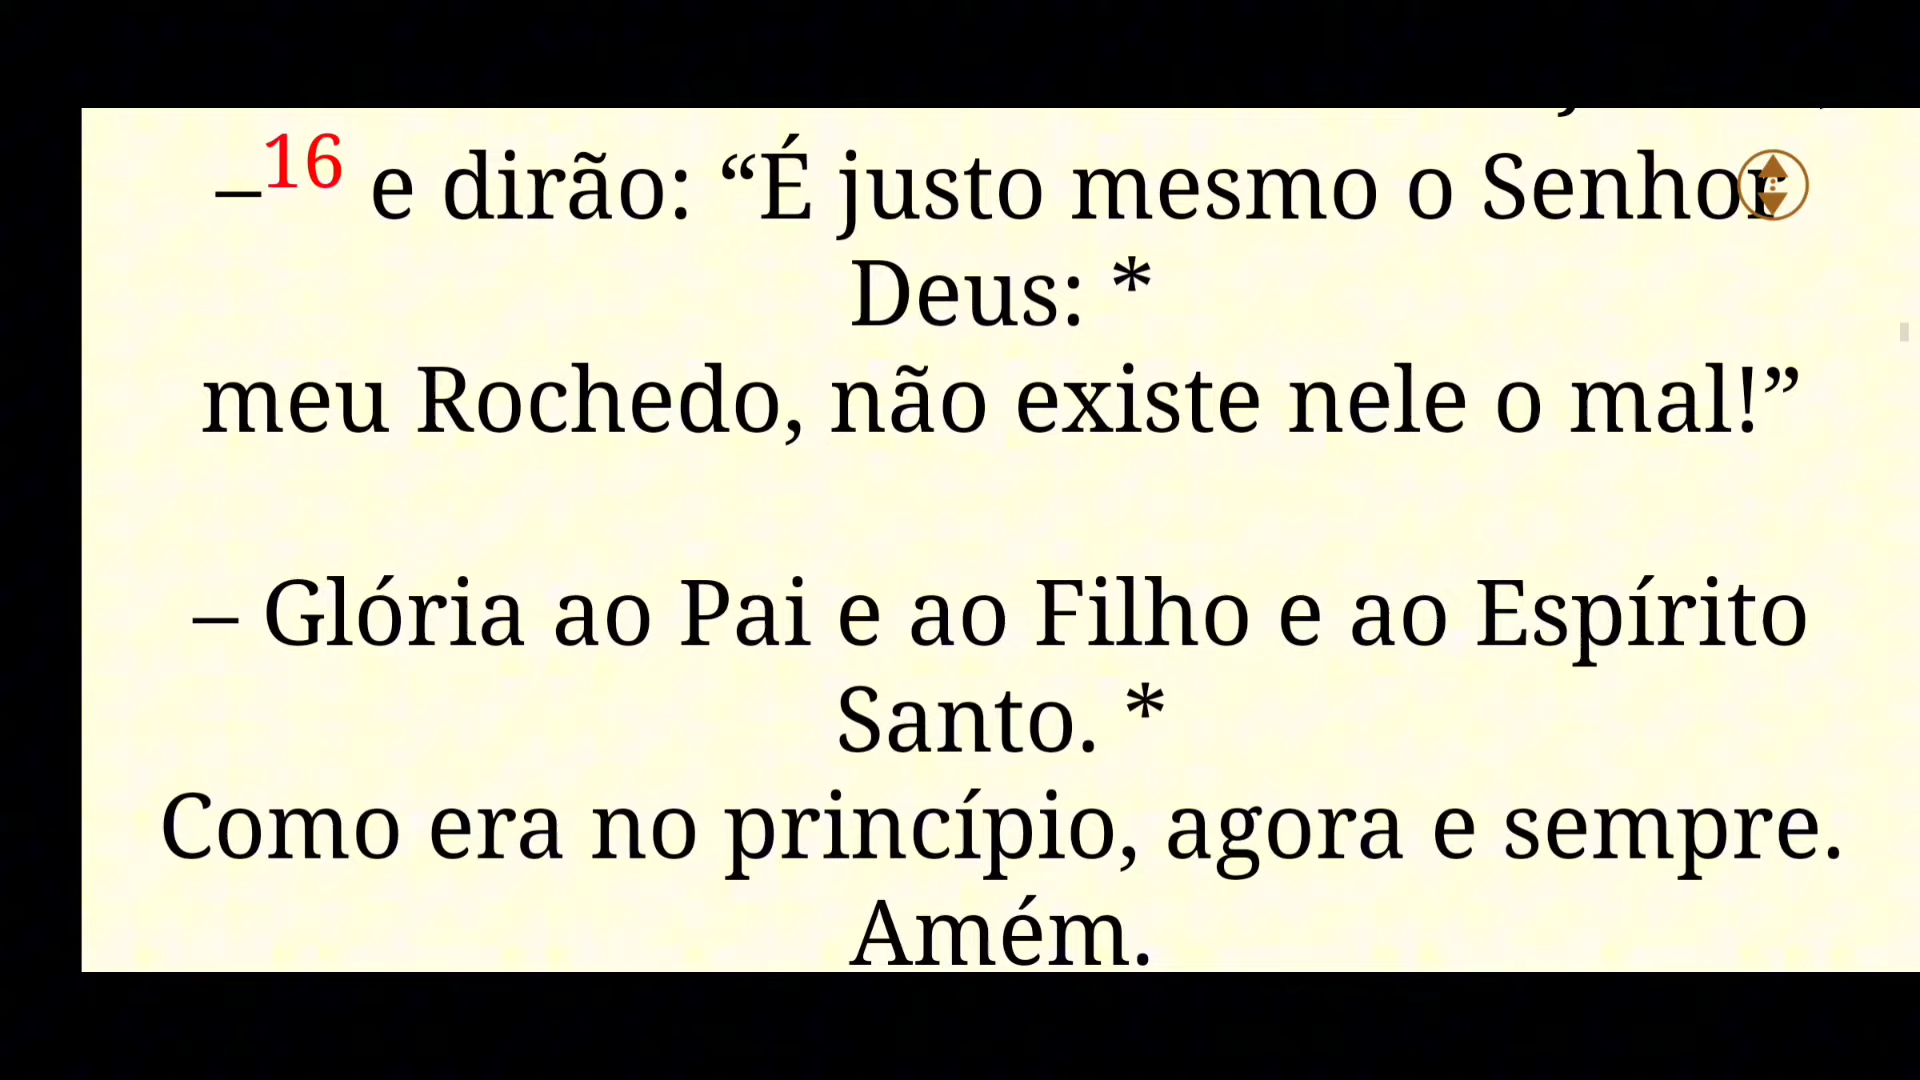 –16 e dirão: “É justo mesmo o Senhor
Deus: *
meu Rochedo, não existe nele o mal!”
– Glória ao Pai e ao Filho e ao Espírito
Santo. *
Como era no princípio, agora e sempre.
Amém.